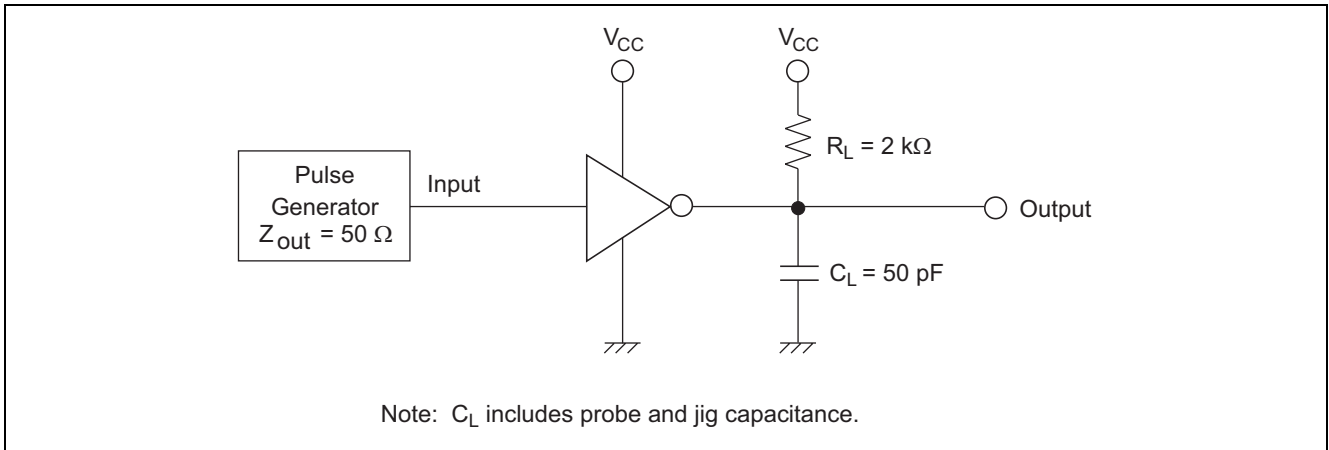 VCC
VCC
RL = 2 kΩ
Pulse
Generator
Zout = 50 Ω
Input
Output
CL = 50 pF
Note: CL includes probe and jig capacitance.